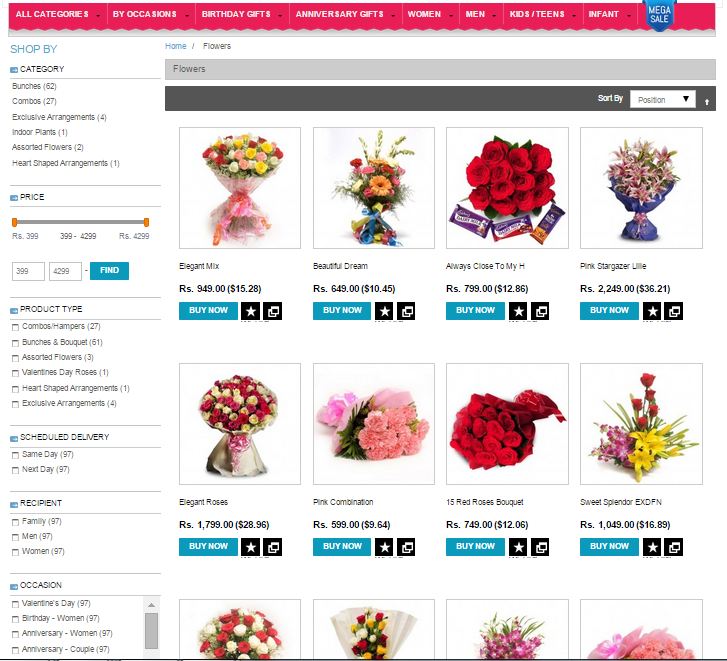 ALL CATEGORIES BY OCCASIONS BIRTHDAY GIFTS ANNIVERSARY GIFTS WOMEN MEN KIDS / TEENS INFANT MEGA SALE
SHOP BY
CATEGORY
Bunches (62)
Combos (27)
Exclusive Arrangements (4)
Indoor Plants (1)
Assorted Flowers (2)
Heart Shaped Arrangements (1)
PRICE
Rs. 399 399 - 4299 Rs. 4299
399 4299 - FIND
PRODUCT TYPE
Combos/Hampers (27)
Bunches & Bouquet (61)
Assorted Flowers (3)
Valentines Day Roses (1)
Heart Shaped Arrangements (1)
Exclusive Arrangements (4)
SCHEDULED DELIVERY
Same Day (97)
Next Day (97)
RECIPIENT
Family (97)
Men (97)
Women (97)
OCCASION
Valentine's Day (97)
Birthday - Women (97)
Anniversary - Women (97)
Anniversary - Couple (97)
Home / Flowers
Flowers
Sort By Position
Elegant Mix Beautiful Dream Always Close To My H Pink Stargazer Lilie
Rs. 949.00 ($15.28) Rs. 649.00 ($10.45) Rs. 799.00 ($12.86) Rs. 2,249.00 ($36.21)
BUY NOW BUY NOW BUY NOW BUY NOW
Elegant Roses Pink Combination 15 Red Roses Bouquet Sweet Splendor EXDFN
Rs. 1,799.00 ($28.96) Rs. 599.00 ($9.64) Rs. 749.00 ($12.06) Rs. 1,049.00 ($16.89)
BUY NOW BUY NOW BUY NOW BUY NOW